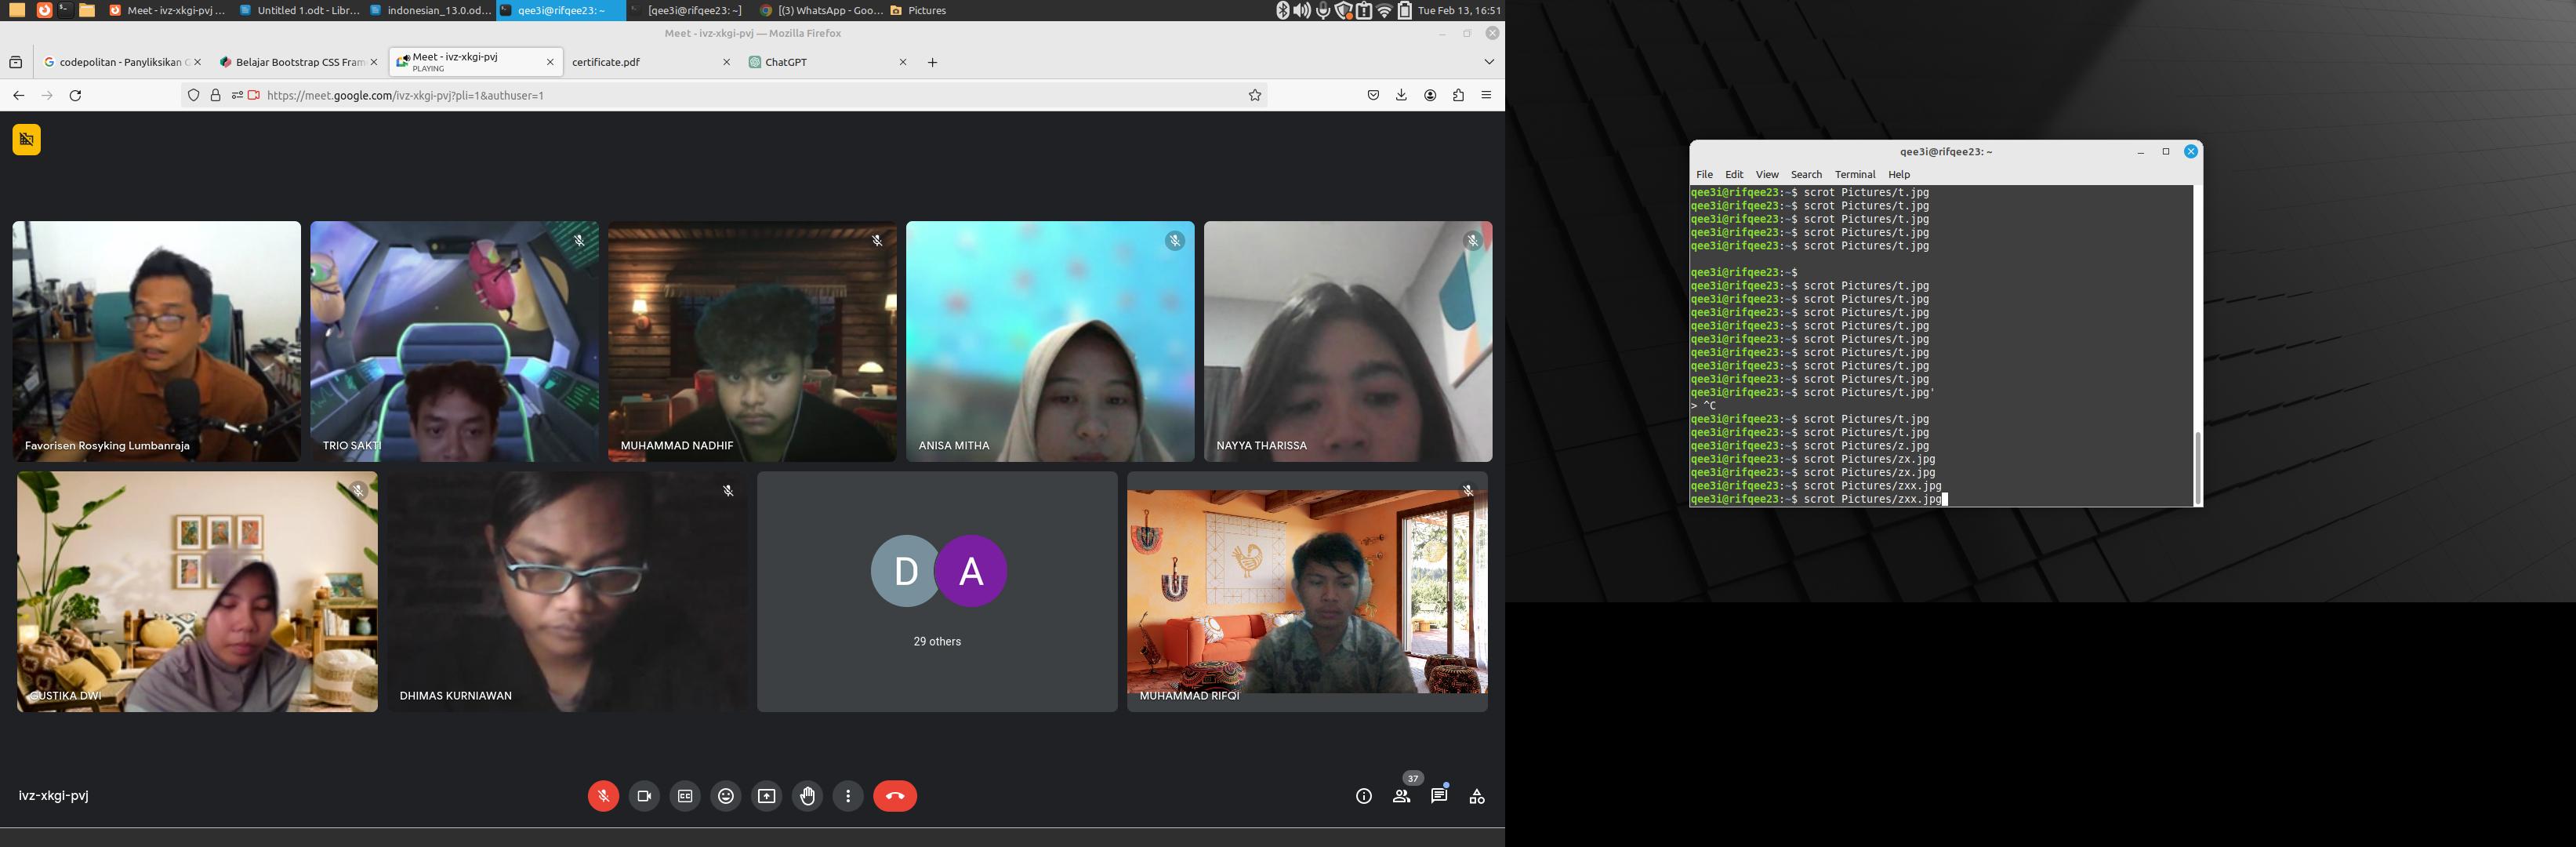 Meet - ivz-xkgi-pvj ...
Untitled 1.odt - Libr...
indonesian_13.0.od...
qee3i@rifqee23: ~
[qee3i@rifqee23: ~]
[(3) WhatsApp - Goo...
Pictures
Tue Feb 13, 16:51
Meet - ivz-xkgi-pvj — Mozilla Firefox
codepolitan - Panyliksikan G
Belajar Bootstrap CSS Fram
Meet - ivz-xkgi-pvj
PLAYING
certificate.pdf
ChatGPT
https://meet.google.com/ivz-xkgi-pvj?pli=1&authuser=1
Favorisen Rosyking Lumbanraja
TRIO SAKTI
MUHAMMAD NADHIF
ANISA MITHA
NAYYA THARISSA
GUSTIKA DWI
DHIMAS KURNIAWAN
D A
29 others
MUHAMMAD RIFQI
ivz-xkgi-pvj
CC
37
qee3i@rifqee23: ~
File Edit View Search Terminal Help
qee3i@rifqee23:~$ scrot Pictures/t.jpg
qee3i@rifqee23:~$ scrot Pictures/t.jpg
qee3i@rifqee23:~$ scrot Pictures/t.jpg
qee3i@rifqee23:~$ scrot Pictures/t.jpg
qee3i@rifqee23:~$ scrot Pictures/t.jpg
qee3i@rifqee23:~$
qee3i@rifqee23:~$ scrot Pictures/t.jpg
qee3i@rifqee23:~$ scrot Pictures/t.jpg
qee3i@rifqee23:~$ scrot Pictures/t.jpg
qee3i@rifqee23:~$ scrot Pictures/t.jpg
qee3i@rifqee23:~$ scrot Pictures/t.jpg
qee3i@rifqee23:~$ scrot Pictures/t.jpg
qee3i@rifqee23:~$ scrot Pictures/t.jpg
qee3i@rifqee23:~$ scrot Pictures/t.jpg
qee3i@rifqee23:~$ scrot Pictures/t.jpg'
> ^C
qee3i@rifqee23:~$ scrot Pictures/t.jpg
qee3i@rifqee23:~$ scrot Pictures/t.jpg
qee3i@rifqee23:~$ scrot Pictures/z.jpg
qee3i@rifqee23:~$ scrot Pictures/zx.jpg
qee3i@rifqee23:~$ scrot Pictures/zx.jpg
qee3i@rifqee23:~$ scrot Pictures/zxx.jpg
qee3i@rifqee23:~$ scrot Pictures/zxx.jpg